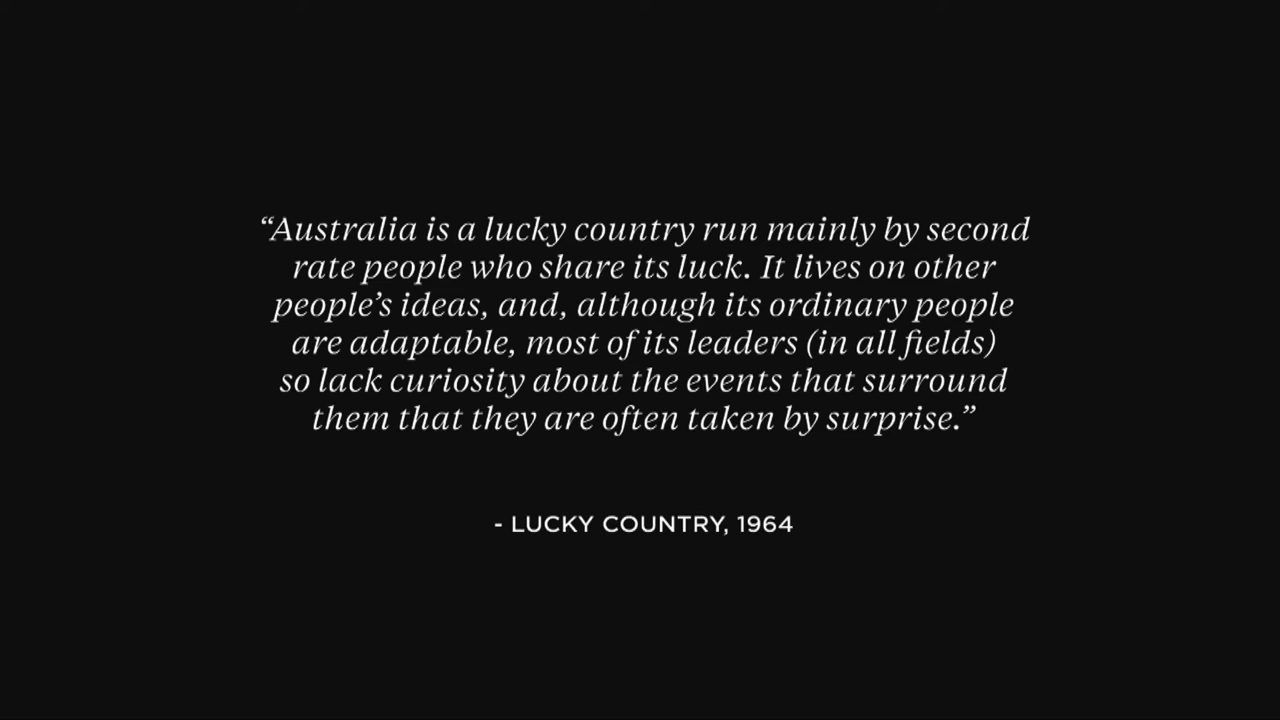 “Australia is a lucky country run mainly by second
rate people who share its luck. It lives on other
people’s ideas, and, although its ordinary people
are adaptable, most of its leaders (in all fields)
so lack curiosity about the events that surround
them that they are often taken by surprise.”
- LUCKY COUNTRY, 1964